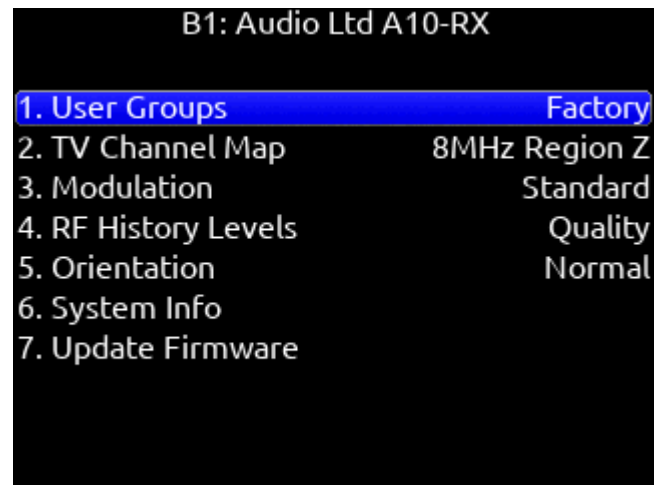 B1: Audio Ltd A10-RX
1. User Groups Factory
2. TV Channel Map 8MHz Region Z
3. Modulation Standard
4. RF History Levels Quality
5. Orientation Normal
6. System Info
7. Update Firmware